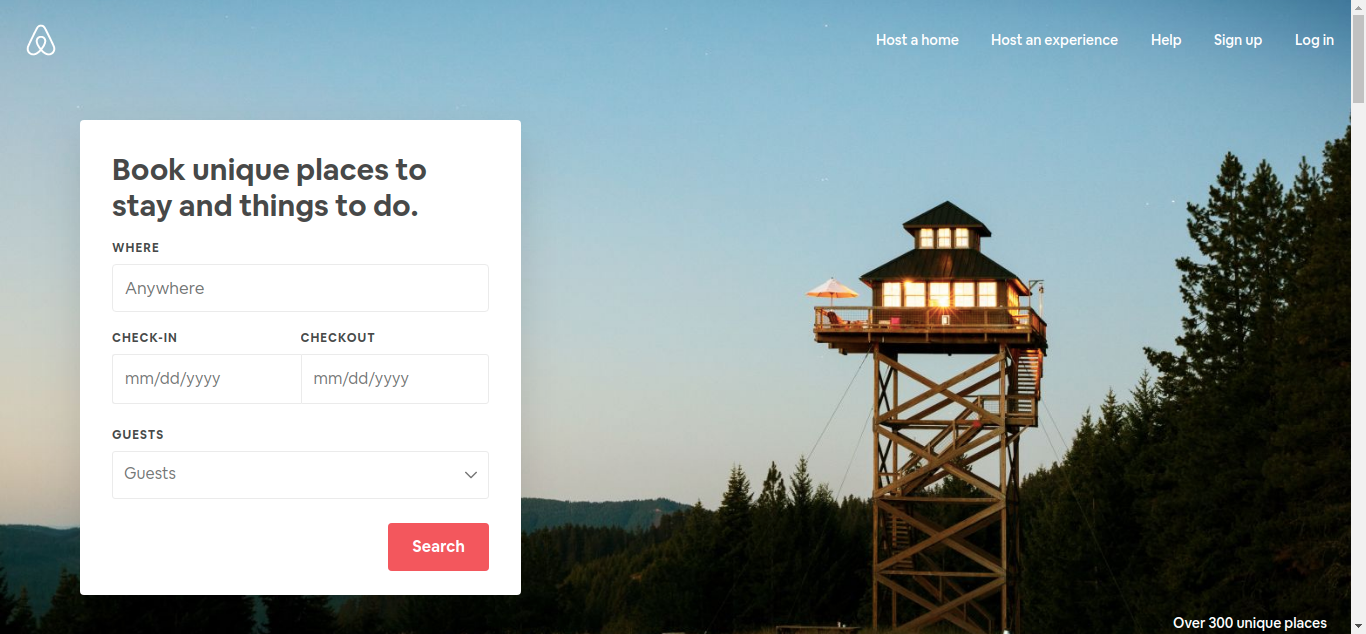 Host a home
Host an experience
Help
Sign up
Log in
Book unique places to
stay and things to do.
WHERE
Anywhere
CHECK-IN
CHECKOUT
mm/dd/yyyy
mm/dd/yyyy
GUESTS
Guests
Search
Over 300 unique places